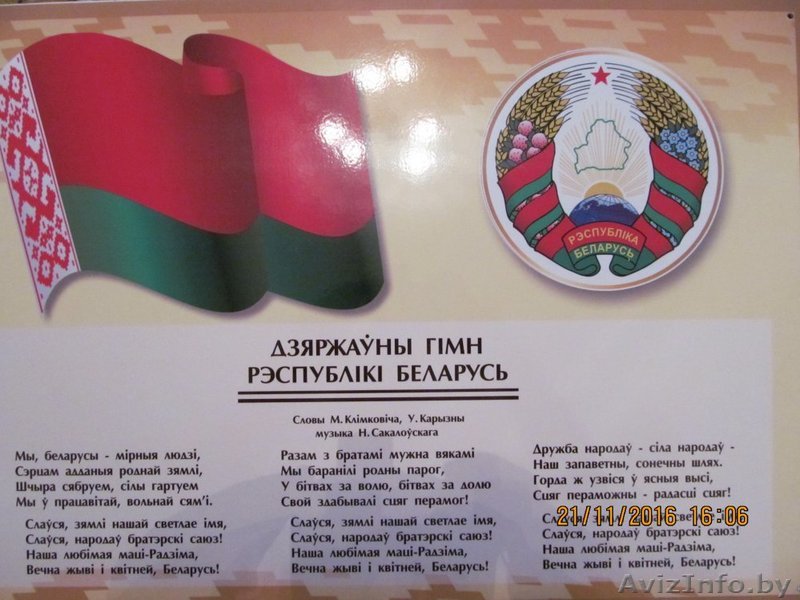 РЭСПУБЛІКА
БЕЛАРУСЬ
ДЗЯРЖАЎНЫ ГІМН
РЭСПУБЛІКІ БЕЛАРУСЬ
Словы М. Клімковіча, У. Карызны
музыка Н. Сакалоўскага
Мы, беларусы - мірныя людзі,
Сэрцам адданыя роднай зямлі,
Шчыра сябруем, сілы гартуем
Мы ў працавітай, вольнай сям'і.
Слаўся, зямлі нашай светлае імя,
Слаўся, народаў братэрскі саюз!
Наша любімая маці-Радзіма,
Вечна жыві і квітней, Беларусь!
Разам з братамі мужна вякамі
Мы баранілі родны парог,
У бітвах за волю, бітвах за долю
Свой здабывалі сцяг перамог!
Слаўся, зямлі нашай светлае імя,
Слаўся, народаў братэрскі саюз!
Наша любімая маці-Радзіма,
Вечна жыві і квітней, Беларусь!
Дружба народаў - сіла народаў -
Наш запаветны, сонечны шлях.
Горда ж узвіся ў ясныя высі,
Сцяг пераможны - радасці сцяг!
Слаўся, зямлі нашай светлае
Слаўся, народаў братэрскі саюз!
Наша любімая маці-Радзіма,
Вечна жыві і квітней, Беларусь!
21/11/2016 16:06
AvizInfo.by